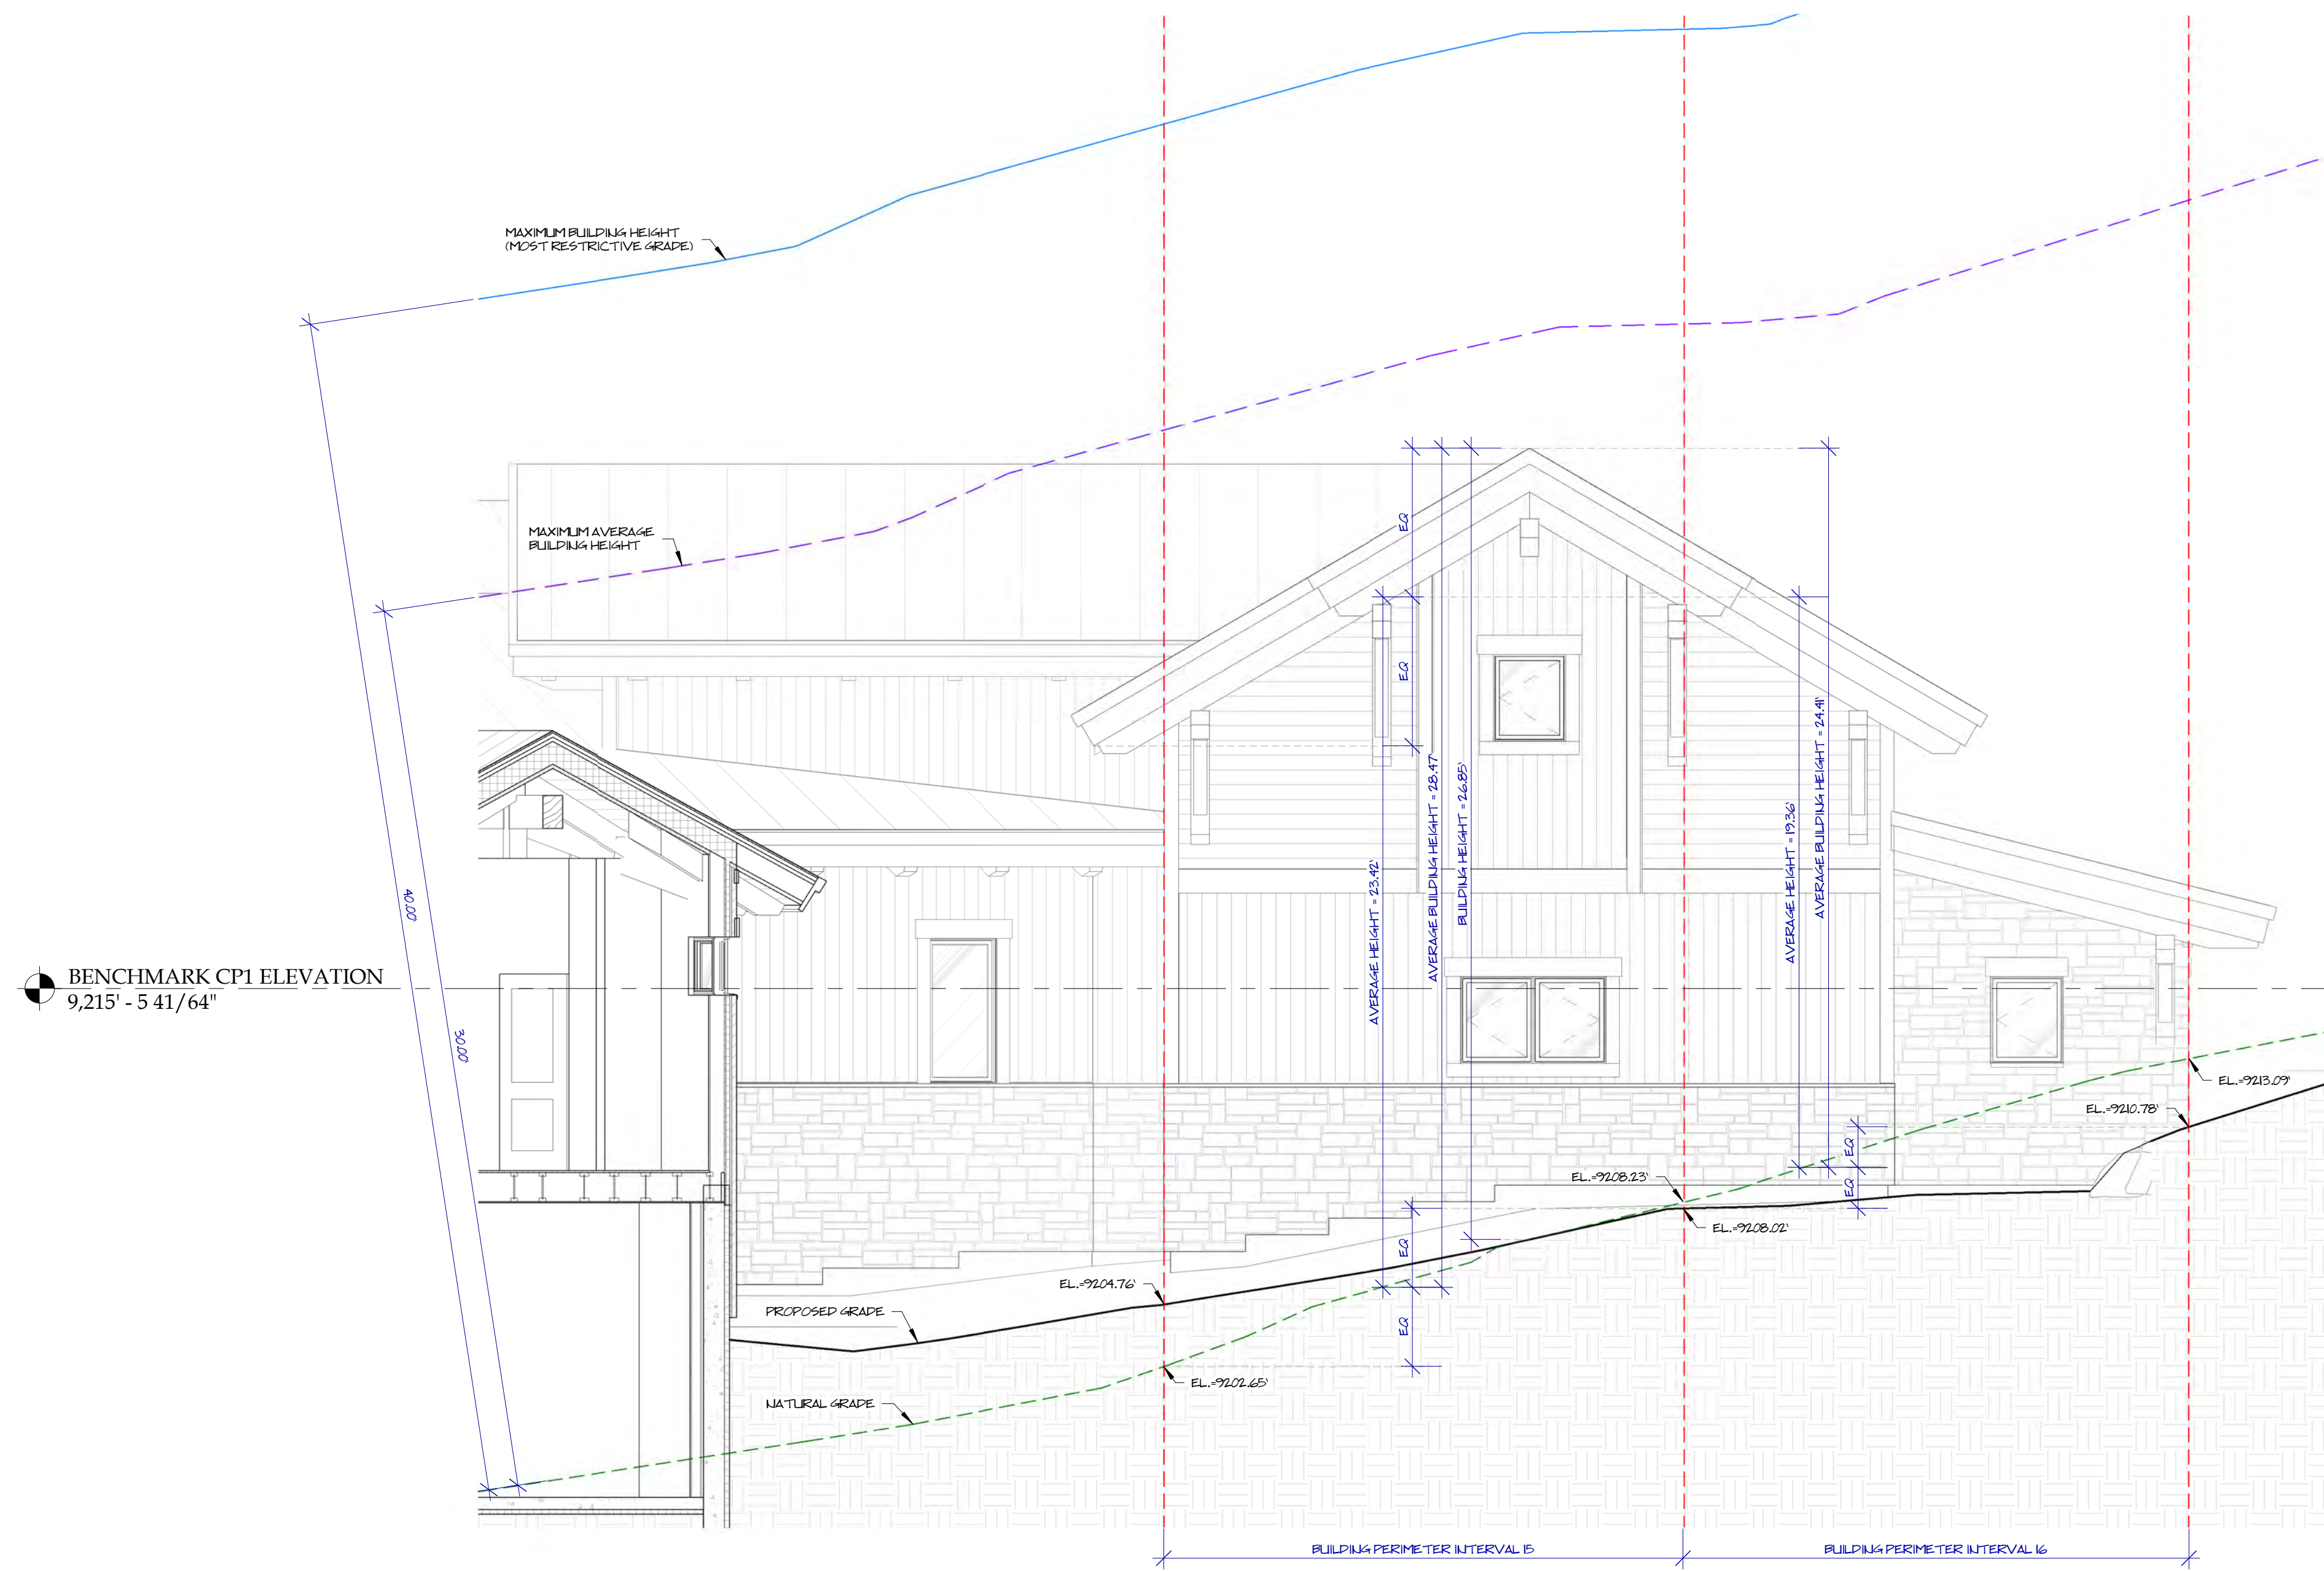 MAXIMUM BUILDING HEIGHT
(MOST RESTRICTIVE GRADE)
MAXIMUM AVERAGE
BUILDING HEIGHT
EQ
EQ
AVERAGE HEIGHT = 23.42'
AVERAGE BUILDING HEIGHT = 28.47'
BUILDING HEIGHT = 26.85'
AVERAGE HEIGHT = 19.36'
AVERAGE BUILDING HEIGHT = 24.41'
40.00'
30.00'
BENCHMARK CP1 ELEVATION
9,215' - 5 41/64"
EL.=9213.09'
EL.=9210.78'
EQ
EQ
EL.=9208.23'
EL.=9208.02'
EQ
EQ
EL.=9204.76'
PROPOSED GRADE
EL.=9202.65'
NATURAL GRADE
BUILDING PERIMETER INTERVAL 15
BUILDING PERIMETER INTERVAL 16